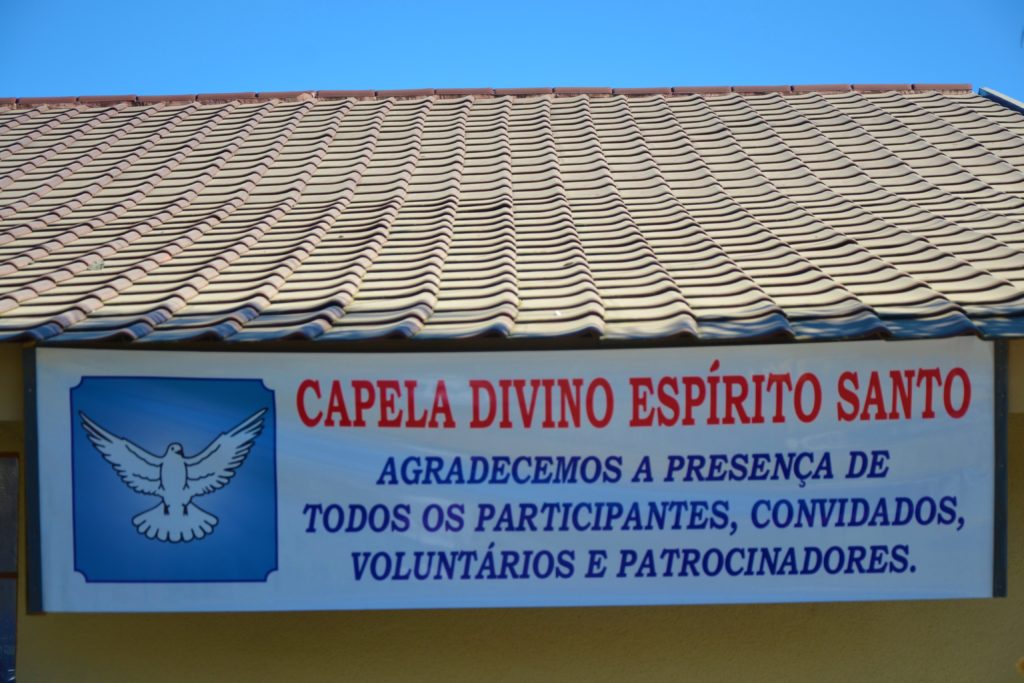 CAPELA DIVINO ESPÍRITO SANTO
AGRADECEMOS A PRESENÇA DE
TODOS OS PARTICIPANTES, CONVIDADOS,
VOLUNTÁRIOS E PATROCINADORES.